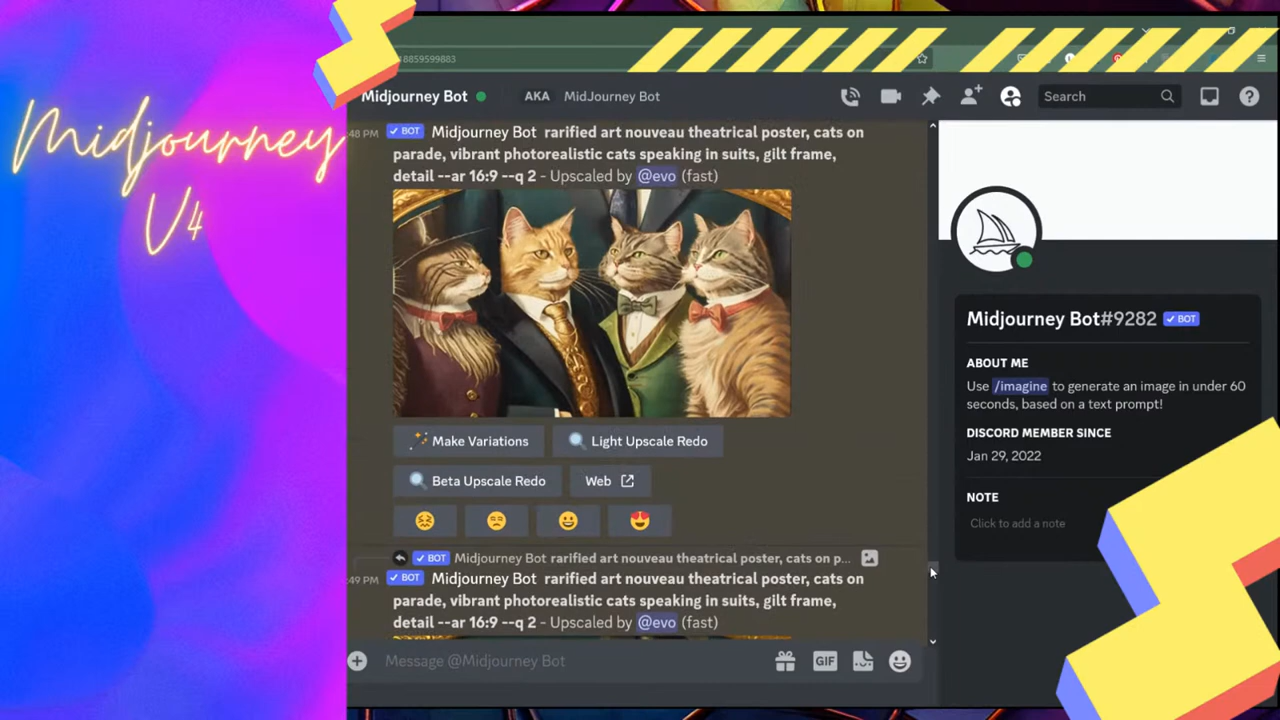 Midjourney
V4
8859599883
Midjourney Bot AKA MidJourney Bot
Search
:48 PM BOT Midjourney Bot rarified art nouveau theatrical poster, cats on
parade, vibrant photorealistic cats speaking in suits, gilt frame,
detail --ar 16:9 --q 2 - Upscaled by @evo (fast)
Make Variations
Light Upscale Redo
Beta Upscale Redo
Web
BOT Midjourney Bot rarified art nouveau theatrical poster, cats on p...
:49 PM BOT Midjourney Bot rarified art nouveau theatrical poster, cats on
parade, vibrant photorealistic cats speaking in suits, gilt frame,
detail --ar 16:9 --q 2 - Upscaled by @evo (fast)
Message @Midjourney Bot
GIF
Midjourney Bot#9282 BOT
ABOUT ME
Use /imagine to generate an image in under 60
seconds, based on a text prompt!
DISCORD MEMBER SINCE
Jan 29, 2022
NOTE
Click to add a note